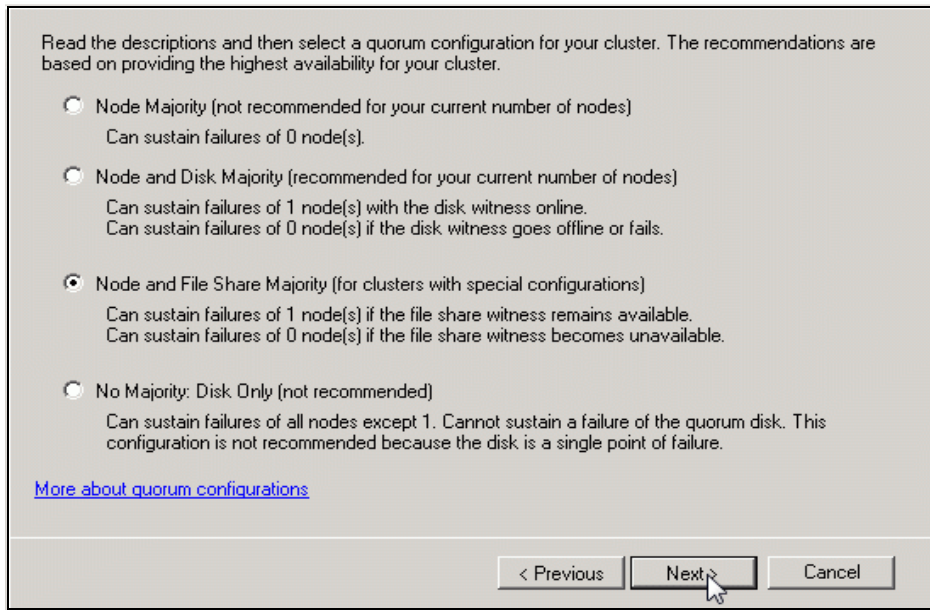 Read the descriptions and then select a quorum configuration for your cluster. The recommendations are
based on providing the highest availability for your cluster.
Node Majority (not recommended for your current number of nodes)
Can sustain failures of 0 node(s).
Node and Disk Majority (recommended for your current number of nodes)
Can sustain failures of 1 node(s) with the disk witness online.
Can sustain failures of 0 node(s) if the disk witness goes offline or fails.
Node and File Share Majority (for clusters with special configurations)
Can sustain failures of 1 node(s) if the file share witness remains available.
Can sustain failures of 0 node(s) if the file share witness becomes unavailable.
No Majority: Disk Only (not recommended)
Can sustain failures of all nodes except 1. Cannot sustain a failure of the quorum disk. This
configuration is not recommended because the disk is a single point of failure.
More about quorum configurations
< Previous
Next >
Cancel